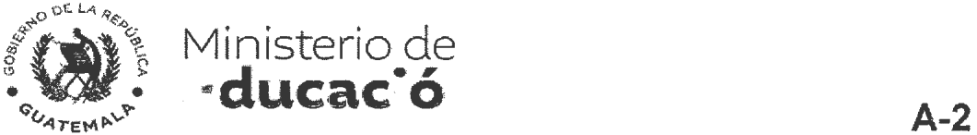 GOBIERNO DE LA REPÚBLICA
GUATEMALA
Ministerio de
ducac ó
A-2